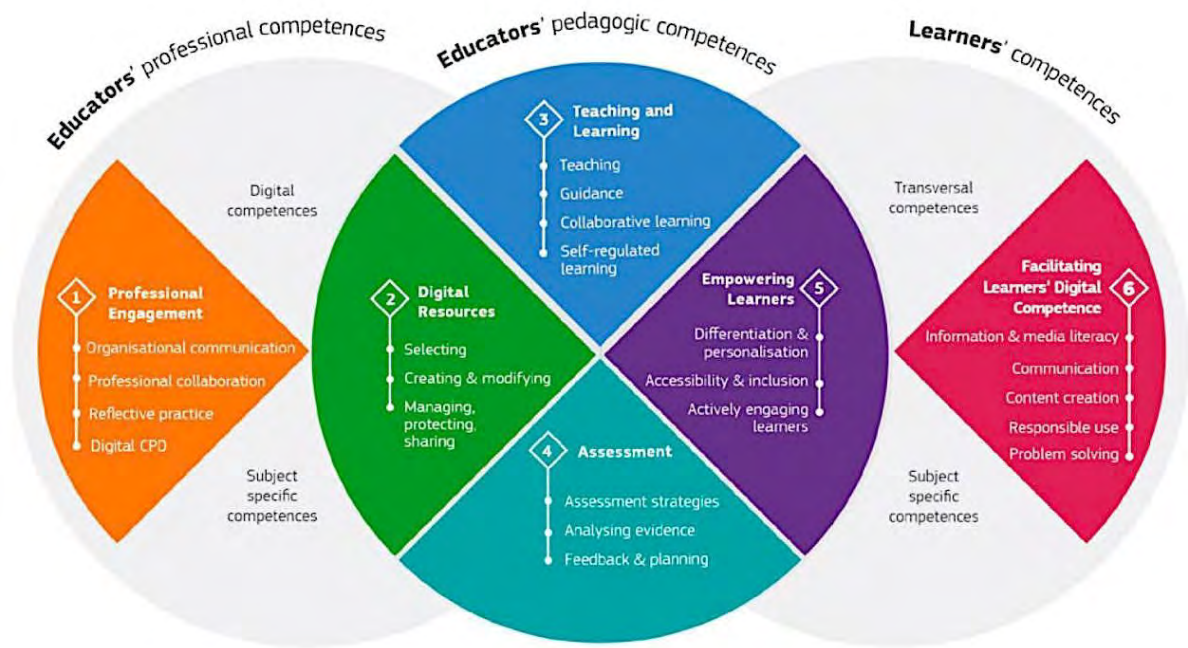 Educators' professional competences
Educators' pedagogic competences
Learners' competences
Digital
competences
Subject
specific
competences
1
Professional
Engagement
Organisational communication
Professional collaboration
Reflective practice
Digital CPD
2
Digital
Resources
Selecting
Creating & modifying
Managing,
protecting,
sharing
3
Teaching and
Learning
Teaching
Guidance
Collaborative learning
Self-regulated
learning
4
Assessment
Assessment strategies
Analysing evidence
Feedback & planning
Empowering
Learners
5
Differentiation &
personalisation
Accessibility & inclusion
Actively engaging
learners
Transversal
competences
Subject
specific
competences
Facilitating
Learners' Digital
Competence
6
Information & media literacy
Communication
Content creation
Responsible use
Problem solving